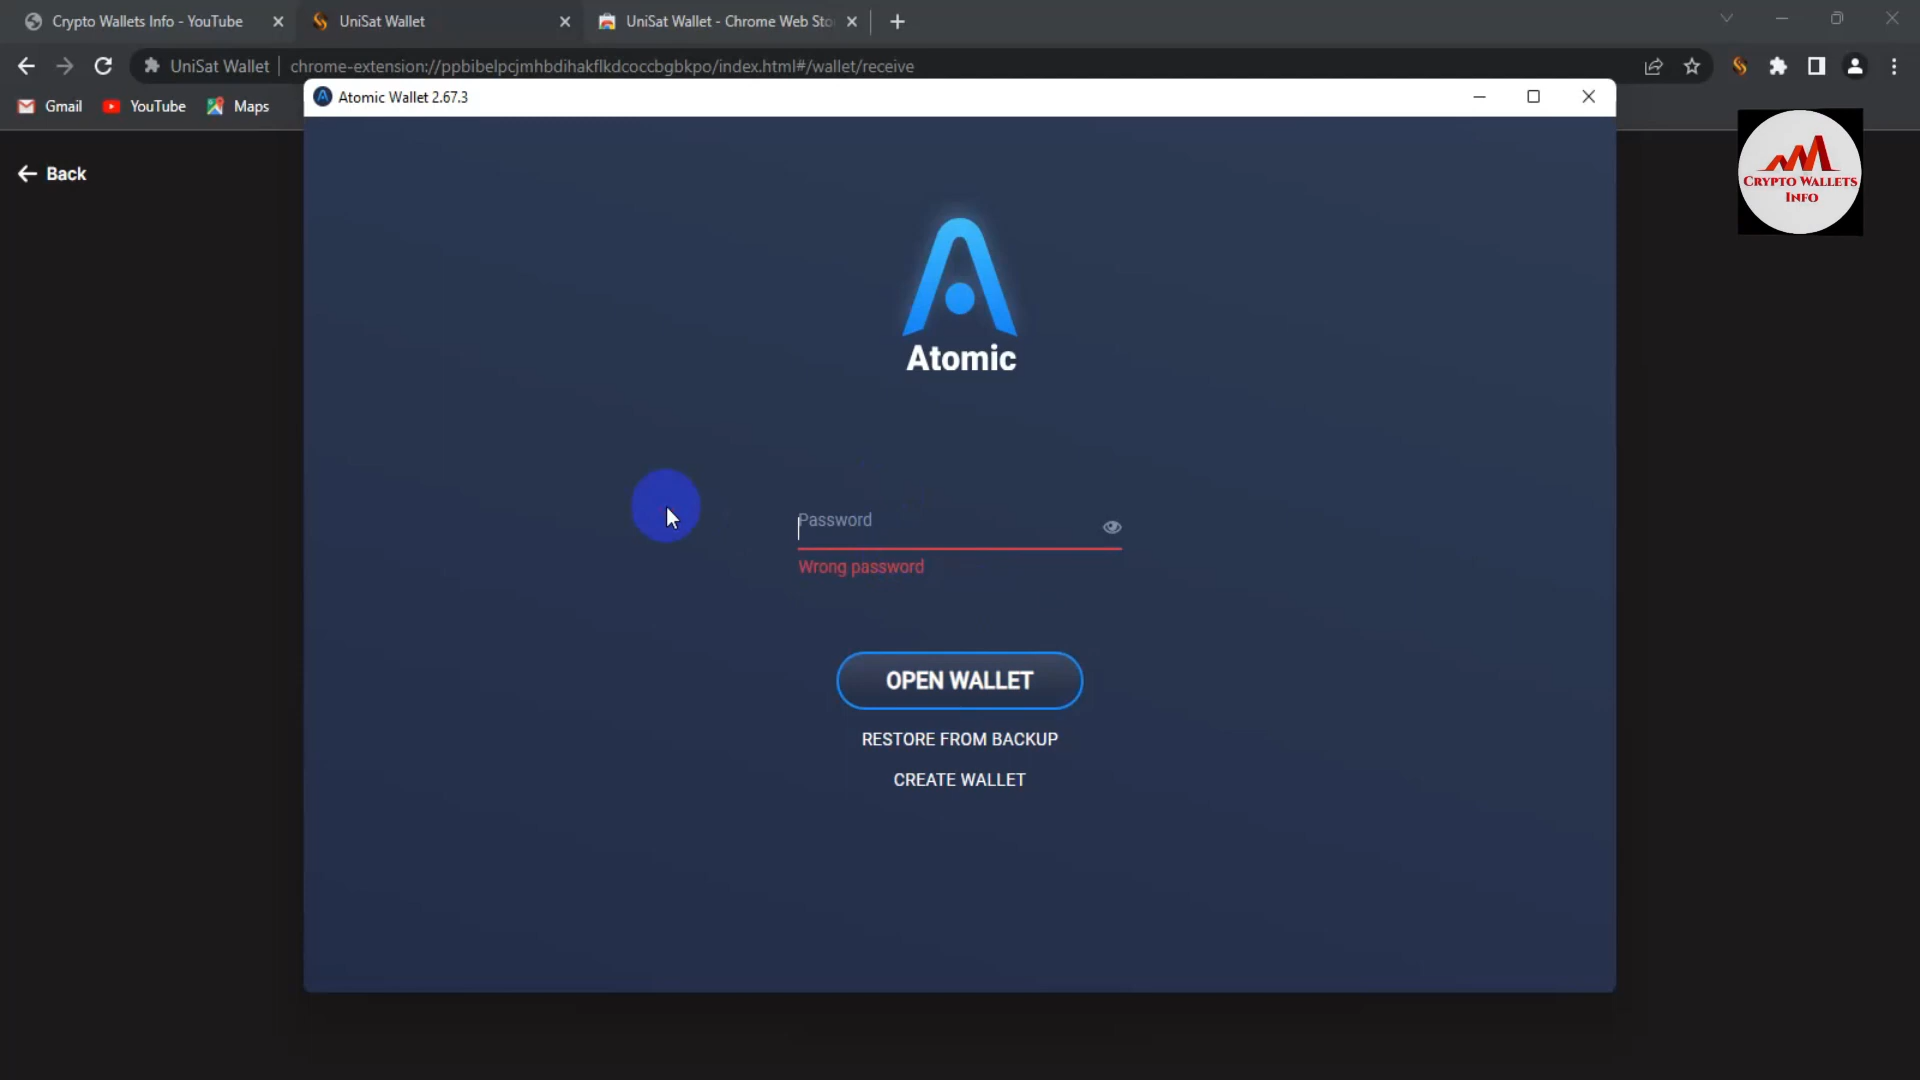 Crypto Wallets Info - YouTube
UniSat Wallet
UniSat Wallet - Chrome Web Sto
UniSat Wallet
chrome-extension://ppbibelpcjmhbdihakflkdcoccbgbkpo/index.html#/wallet/receive
Gmail
YouTube
Maps
Atomic Wallet 2.67.3
Back
Crypto Wallets
Info
Atomic
Password
Wrong password
OPEN WALLET
RESTORE FROM BACKUP
CREATE WALLET